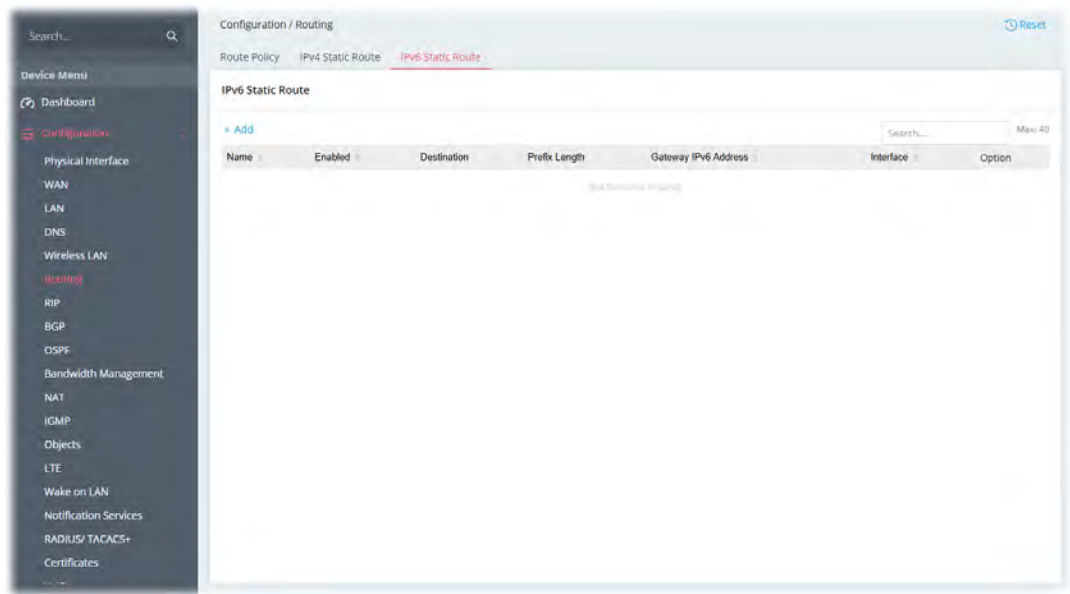 Search...
Device Menu
Dashboard
Configuration
Physical Interface
WAN
LAN
DNS
Wireless LAN
Routing
RIP
BGP
OSPF
Bandwidth Management
NAT
IGMP
Objects
LTE
Wake on LAN
Notification Services
RADIUS/ TACACS+
Certificates
Configuration / Routing
Reset
Route Policy IPv4 Static Route IPv6 Static Route
IPv6 Static Route
+ Add
Search... Max: 40
Name Enabled Destination Prefix Length Gateway IPv6 Address Interface Option